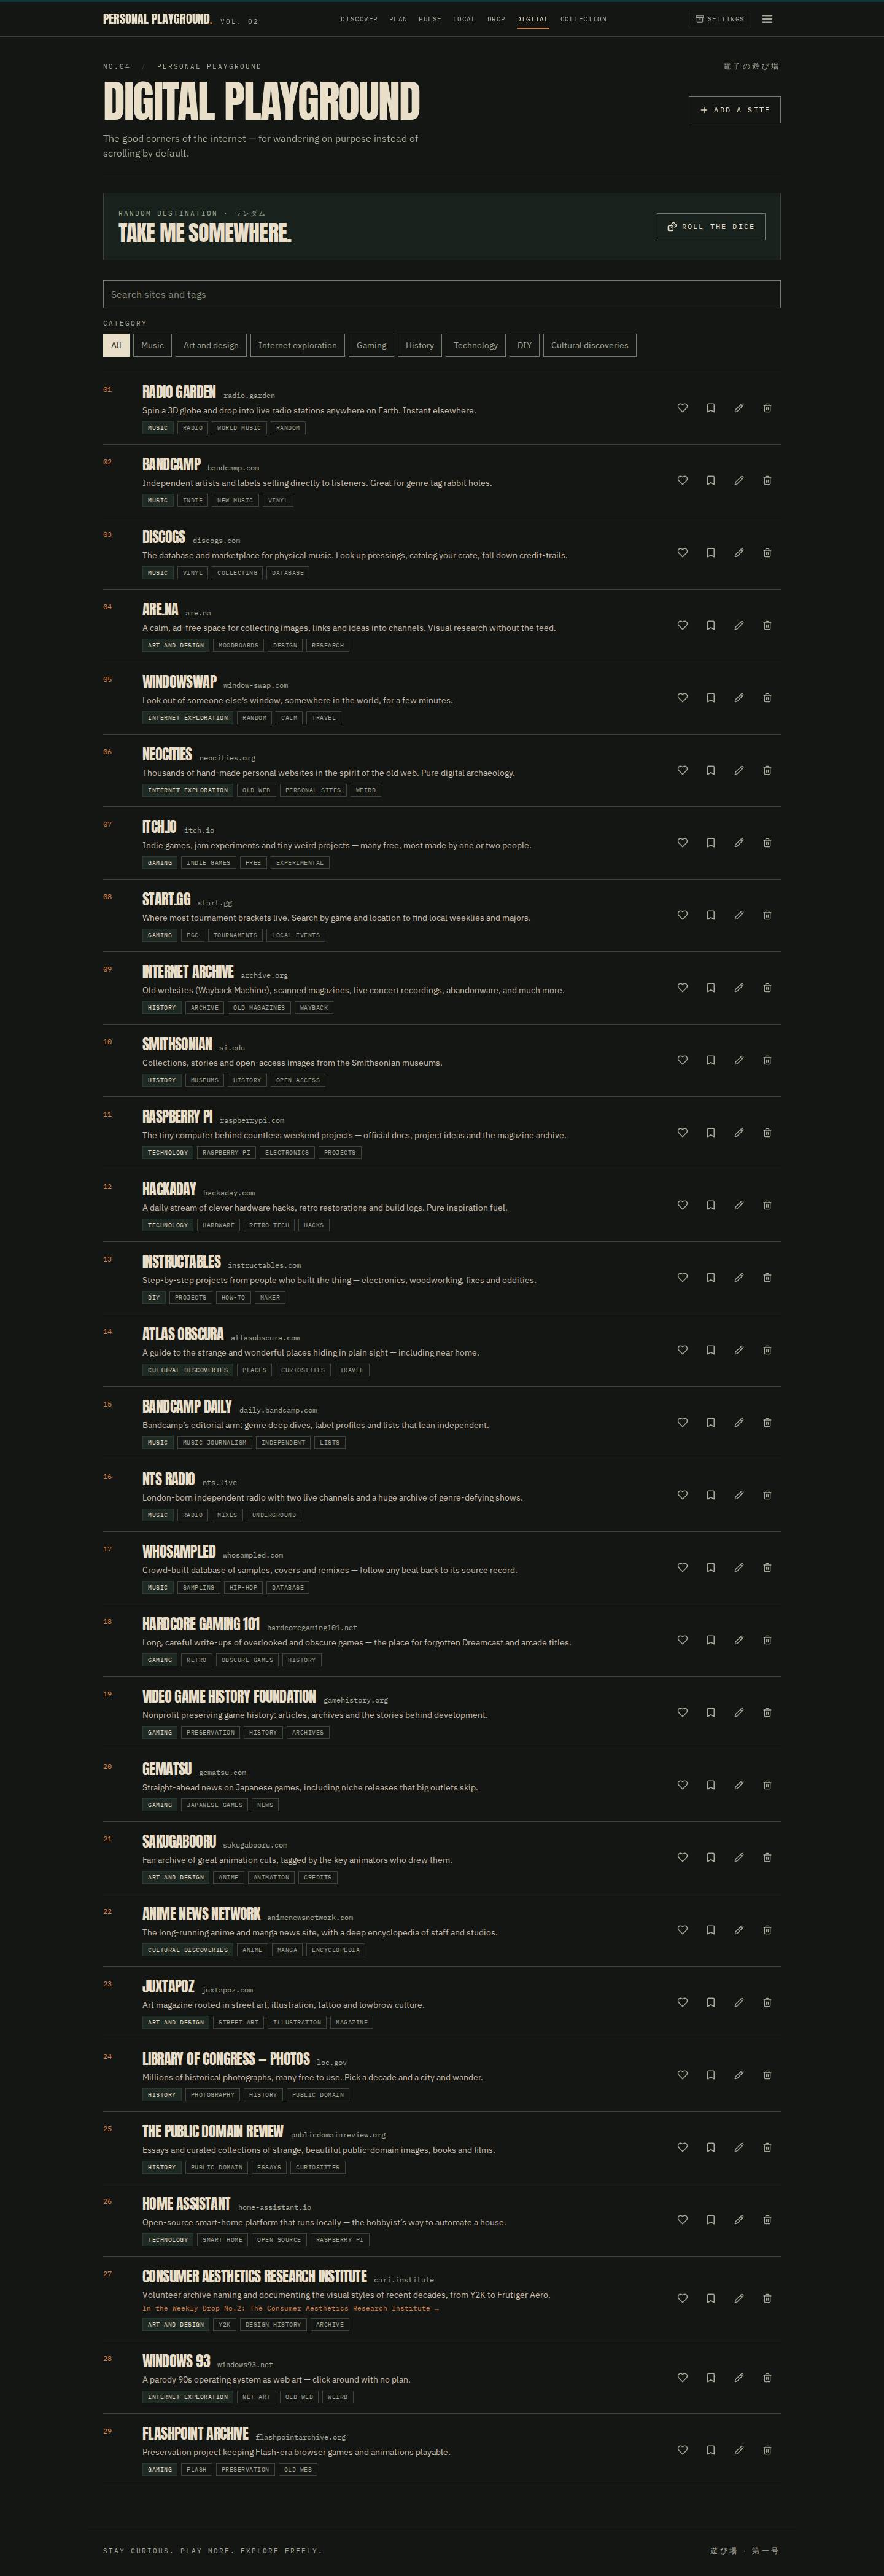 PERSONAL PLAYGROUND. VOL. 02
DISCOVER PLAN PULSE LOCAL DROP DIGITAL COLLECTION
SETTINGS
NO.04 / PERSONAL PLAYGROUND
電子の遊び場
DIGITAL PLAYGROUND
ADD A SITE
The good corners of the internet — for wandering on purpose instead of
scrolling by default.
RANDOM DESTINATION · ランダム
TAKE ME SOMEWHERE.
ROLL THE DICE
Search sites and tags
CATEGORY
All Music Art and design Internet exploration Gaming History Technology DIY Cultural discoveries
01 RADIO GARDEN radio.garden
Spin a 3D globe and drop into live radio stations anywhere on Earth. Instant elsewhere.
MUSIC RADIO WORLD MUSIC RANDOM
02 BANDCAMP bandcamp.com
Independent artists and labels selling directly to listeners. Great for genre tag rabbit holes.
MUSIC INDIE NEW MUSIC VINYL
03 DISCOGS discogs.com
The database and marketplace for physical music. Look up pressings, catalog your crate, fall down credit-trails.
MUSIC VINYL COLLECTING DATABASE
04 ARE.NA are.na
A calm, ad-free space for collecting images, links and ideas into channels. Visual research without the feed.
ART AND DESIGN MOODBOARDS DESIGN RESEARCH
05 WINDOWSWAP window-swap.com
Look out of someone else's window, somewhere in the world, for a few minutes.
INTERNET EXPLORATION RANDOM CALM TRAVEL
06 NEOCITIES neocities.org
Thousands of hand-made personal websites in the spirit of the old web. Pure digital archaeology.
INTERNET EXPLORATION OLD WEB PERSONAL SITES WEIRD
07 ITCH.IO itch.io
Indie games, jam experiments and tiny weird projects — many free, most made by one or two people.
GAMING INDIE GAMES FREE EXPERIMENTAL
08 START.GG start.gg
Where most tournament brackets live. Search by game and location to find local weeklies and majors.
GAMING FGC TOURNAMENTS LOCAL EVENTS
09 INTERNET ARCHIVE archive.org
Old websites (Wayback Machine), scanned magazines, live concert recordings, abandonware, and much more.
HISTORY ARCHIVE OLD MAGAZINES WAYBACK
10 SMITHSONIAN si.edu
Collections, stories and open-access images from the Smithsonian museums.
HISTORY MUSEUMS HISTORY OPEN ACCESS
11 RASPBERRY PI raspberrypi.com
The tiny computer behind countless weekend projects — official docs, project ideas and the magazine archive.
TECHNOLOGY RASPBERRY PI ELECTRONICS PROJECTS
12 HACKADAY hackaday.com
A daily stream of clever hardware hacks, retro restorations and build logs. Pure inspiration fuel.
TECHNOLOGY HARDWARE RETRO TECH HACKS
13 INSTRUCTABLES instructables.com
Step-by-step projects from people who built the thing — electronics, woodworking, fixes and oddities.
DIY PROJECTS HOW-TO MAKER
14 ATLAS OBSCURA atlasobscura.com
A guide to the strange and wonderful places hiding in plain sight — including near home.
CULTURAL DISCOVERIES PLACES CURIOSITIES TRAVEL
15 BANDCAMP DAILY daily.bandcamp.com
Bandcamp's editorial arm: genre deep dives, label profiles and lists that lean independent.
MUSIC MUSIC JOURNALISM INDEPENDENT LISTS
16 NTS RADIO nts.live
London-born independent radio with two live channels and a huge archive of genre-defying shows.
MUSIC RADIO MIXES UNDERGROUND
17 WHOSAMPLED whosampled.com
Crowd-built database of samples, covers and remixes — follow any beat back to its source record.
MUSIC SAMPLING HIP-HOP DATABASE
18 HARDCORE GAMING 101 hardcoregaming101.net
Long, careful write-ups of overlooked and obscure games — the place for forgotten Dreamcast and arcade titles.
GAMING RETRO OBSCURE GAMES HISTORY
19 VIDEO GAME HISTORY FOUNDATION gamehistory.org
Nonprofit preserving game history: articles, archives and the stories behind development.
GAMING PRESERVATION HISTORY ARCHIVES
20 GEMATSU gematsu.com
Straight-ahead news on Japanese games, including niche releases that big outlets skip.
GAMING JAPANESE GAMES NEWS
21 SAKUGABOORU sakugabooru.com
Fan archive of great animation cuts, tagged by the key animators who drew them.
ART AND DESIGN ANIME ANIMATION CREDITS
22 ANIME NEWS NETWORK animenewsnetwork.com
The long-running anime and manga news site, with a deep encyclopedia of staff and studios.
CULTURAL DISCOVERIES ANIME MANGA ENCYCLOPEDIA
23 JUXTAPOZ juxtapoz.com
Art magazine rooted in street art, illustration, tattoo and lowbrow culture.
ART AND DESIGN STREET ART ILLUSTRATION MAGAZINE
24 LIBRARY OF CONGRESS — PHOTOS loc.gov
Millions of historical photographs, many free to use. Pick a decade and a city and wander.
HISTORY PHOTOGRAPHY HISTORY PUBLIC DOMAIN
25 THE PUBLIC DOMAIN REVIEW publicdomainreview.org
Essays and curated collections of strange, beautiful public-domain images, books and films.
HISTORY PUBLIC DOMAIN ESSAYS CURIOSITIES
26 HOME ASSISTANT home-assistant.io
Open-source smart-home platform that runs locally — the hobbyist's way to automate a house.
TECHNOLOGY SMART HOME OPEN SOURCE RASPBERRY PI
27 CONSUMER AESTHETICS RESEARCH INSTITUTE cari.institute
Volunteer archive naming and documenting the visual styles of recent decades, from Y2K to Frutiger Aero.
In the Weekly Drop No.2: The Consumer Aesthetics Research Institute →
ART AND DESIGN Y2K DESIGN HISTORY ARCHIVE
28 WINDOWS 93 windows93.net
A parody 90s operating system as web art — click around with no plan.
INTERNET EXPLORATION NET ART OLD WEB WEIRD
29 FLASHPOINT ARCHIVE flashpointarchive.org
Preservation project keeping Flash-era browser games and animations playable.
GAMING FLASH PRESERVATION OLD WEB
STAY CURIOUS. PLAY MORE. EXPLORE FREELY.
遊び場 · 第一号